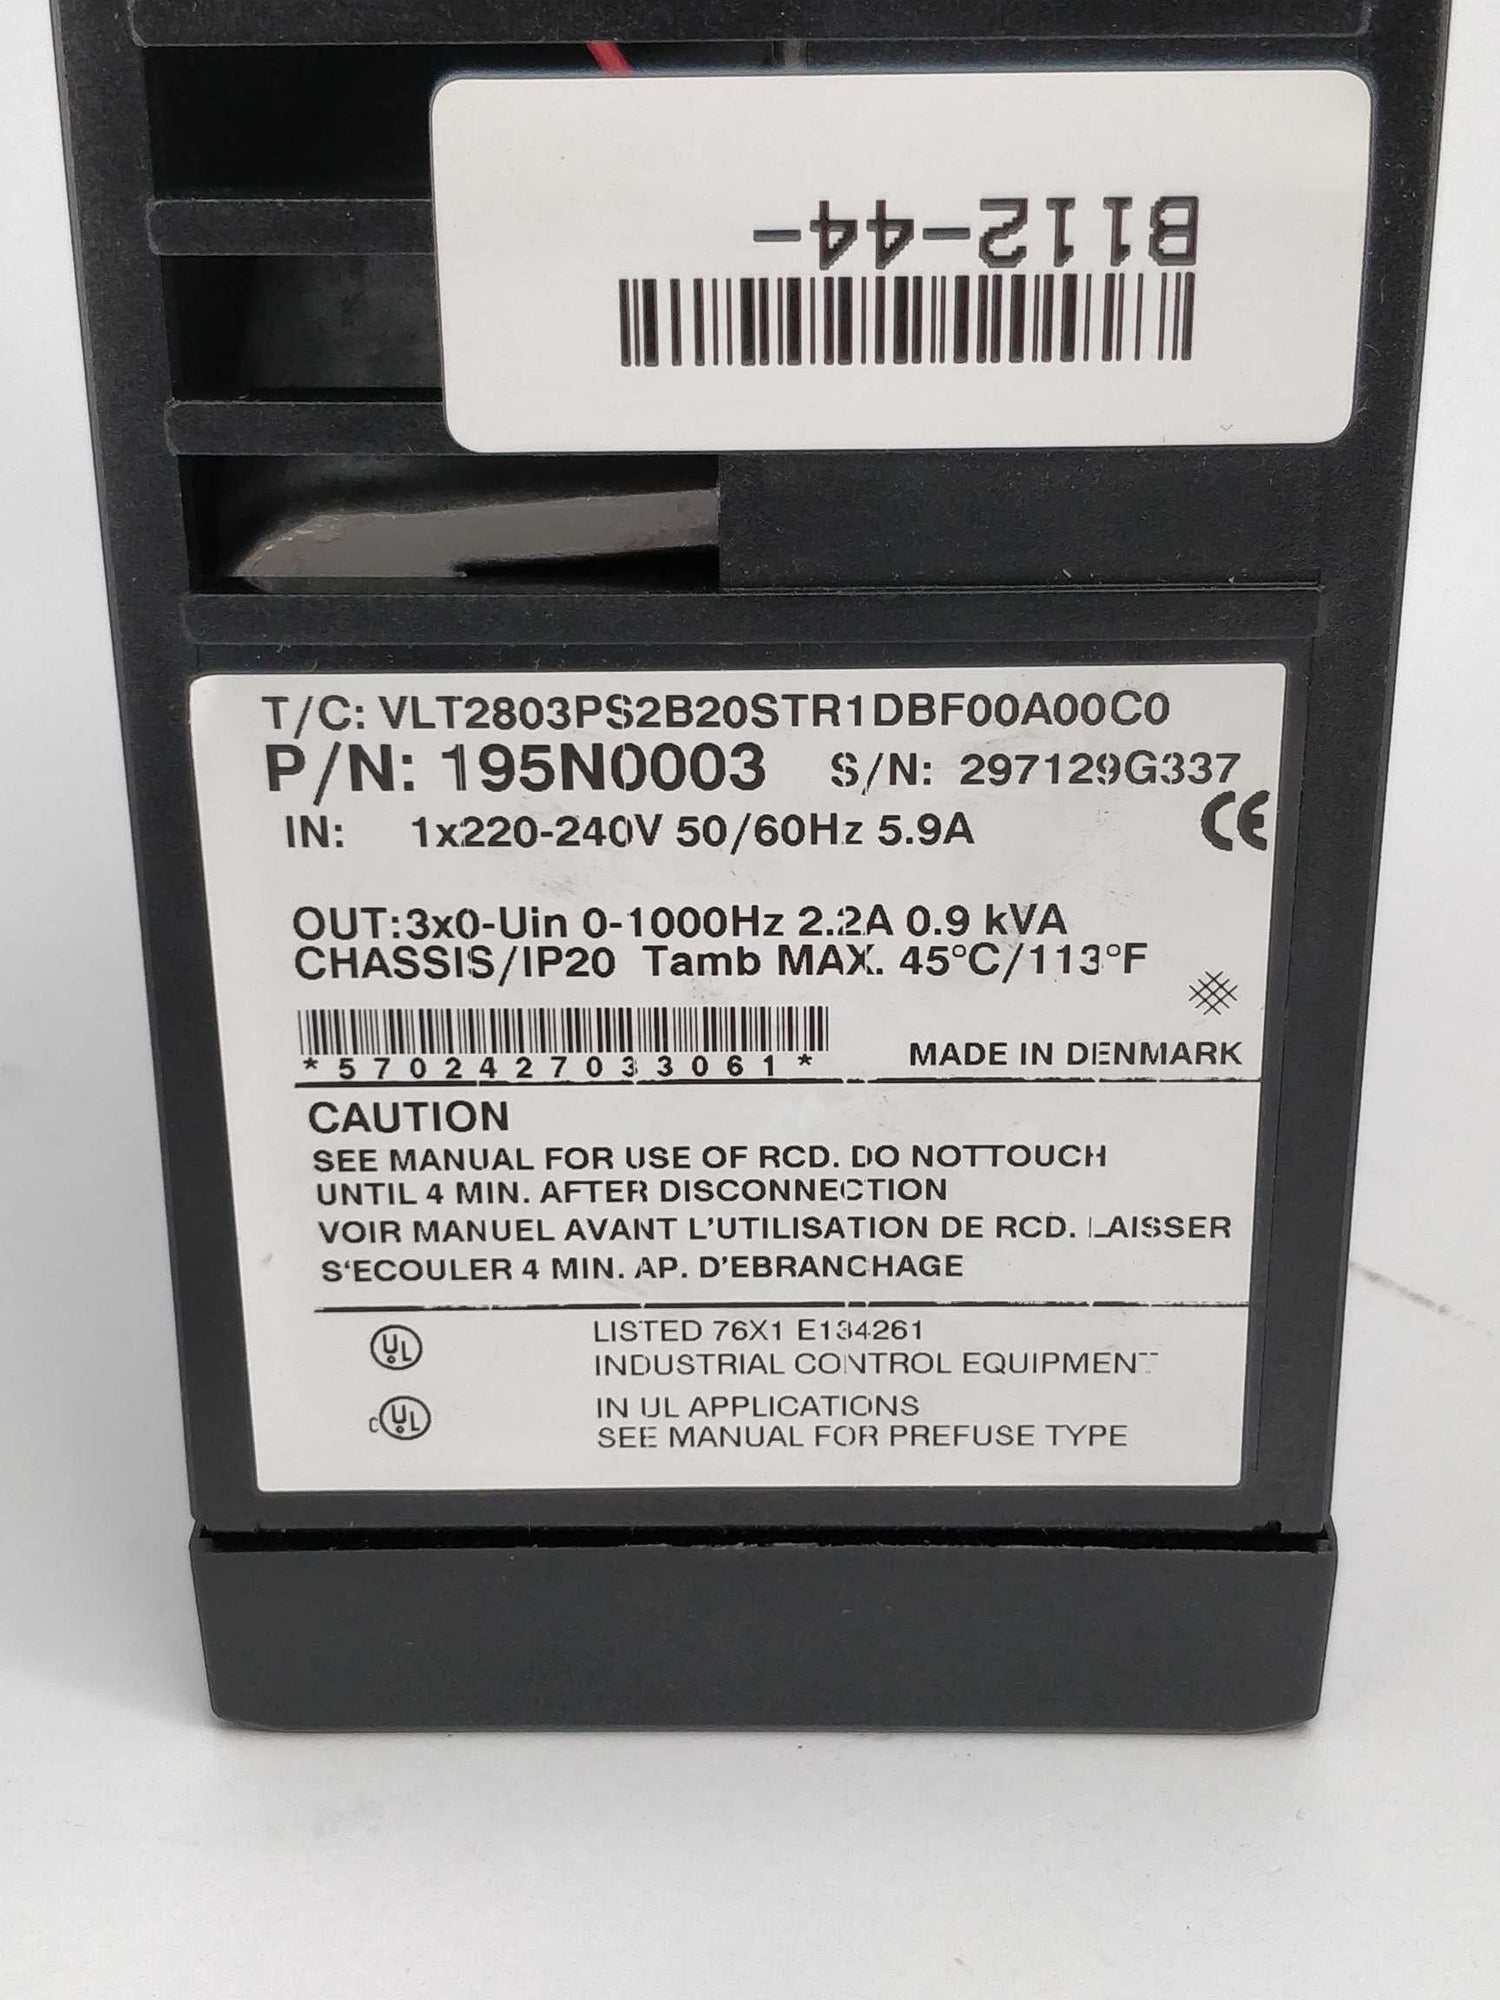 B112-44-
T/C: VLT2803PS2B20STR1DBF00A00C0
P/N: 195N0003 S/N: 297129G337
IN: 1x220-240V 50/60Hz 5.9A
CE
OUT:3x0-Uin 0-1000Hz 2.2A 0.9 kVA
CHASSIS/IP20 Tamb MAX. 45°C/113°F
*5702427033061*
MADE IN DENMARK
CAUTION
SEE MANUAL FOR USE OF RCD. DO NOTTOUCH
UNTIL 4 MIN. AFTER DISCONNECTION
VOIR MANUEL AVANT L'UTILISATION DE RCD. LAISSER
S'ECOULER 4 MIN. AP. D'EBRANCHAGE
UL LISTED 76X1 E134261
INDUSTRIAL CONTROL EQUIPMENT
c UL IN UL APPLICATIONS
SEE MANUAL FOR PREFUSE TYPE